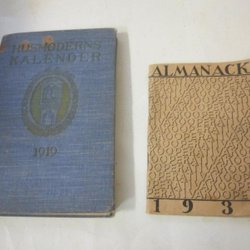 HUSMODERNS
KALENDER
1919
ALMANACK
193